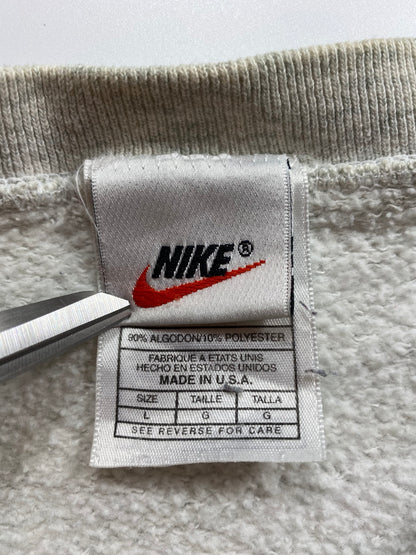 NIKE®
90% ALGODON/10% POLYESTER
FABRIQUE A ETATS UNIS
HECHO EN ESTADOS UNIDOS
MADE IN U.S.A.
SIZE TAILLE TALLA
L G G
SEE REVERSE FOR CARE